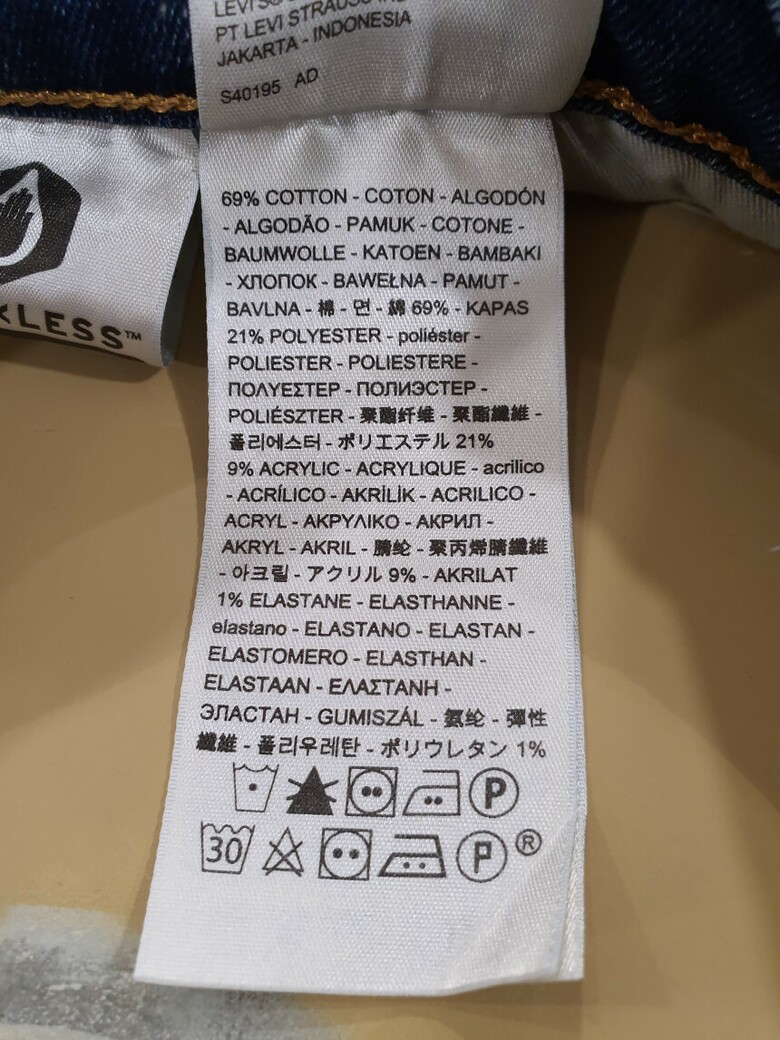 PT LEVI STRAUSS
JAKARTA - INDONESIA
S40195 AD
LESS™
69% COTTON - COTON - ALGODÓN
- ALGODÃO - PAMUK - COTONE -
BAUMWOLLE - KATOEN - BAMBAKI
- ХЛОПОК - BAWEŁNA - PAMUT -
BAVLNA - 棉 - 면 - 綿 69% - KAPAS
21% POLYESTER - poliéster -
POLIESTER - POLIESTERE -
ΠΟΛΥΕΣΤΕΡ - ПОЛИЭСТЕР -
POLIÉSZTER - 聚酯纤维 - 聚酯纖維 -
폴리에스터 - ポリエステル 21%
9% ACRYLIC - ACRYLIQUE - acrilico
- ACRÍLICO - AKRİLİK - ACRILICO -
ACRYL - ΑΚΡΥΛΙΚΟ - АКРИЛ -
AKRYL - AKRIL - 腈纶 - 聚丙烯腈纖維
- 아크릴 - アクリル 9% - AKRILAT
1% ELASTANE - ELASTHANNE -
elastano - ELASTANO - ELASTAN -
ELASTOMERO - ELASTHAN -
ELASTAAN - ΕΛΑΣΤΑΝΗ -
ЭЛАСТАН - GUMISZÁL - 氨纶 - 彈性
纖維 - 폴리우레탄 - ポリウレタン 1%
P
30 P ®